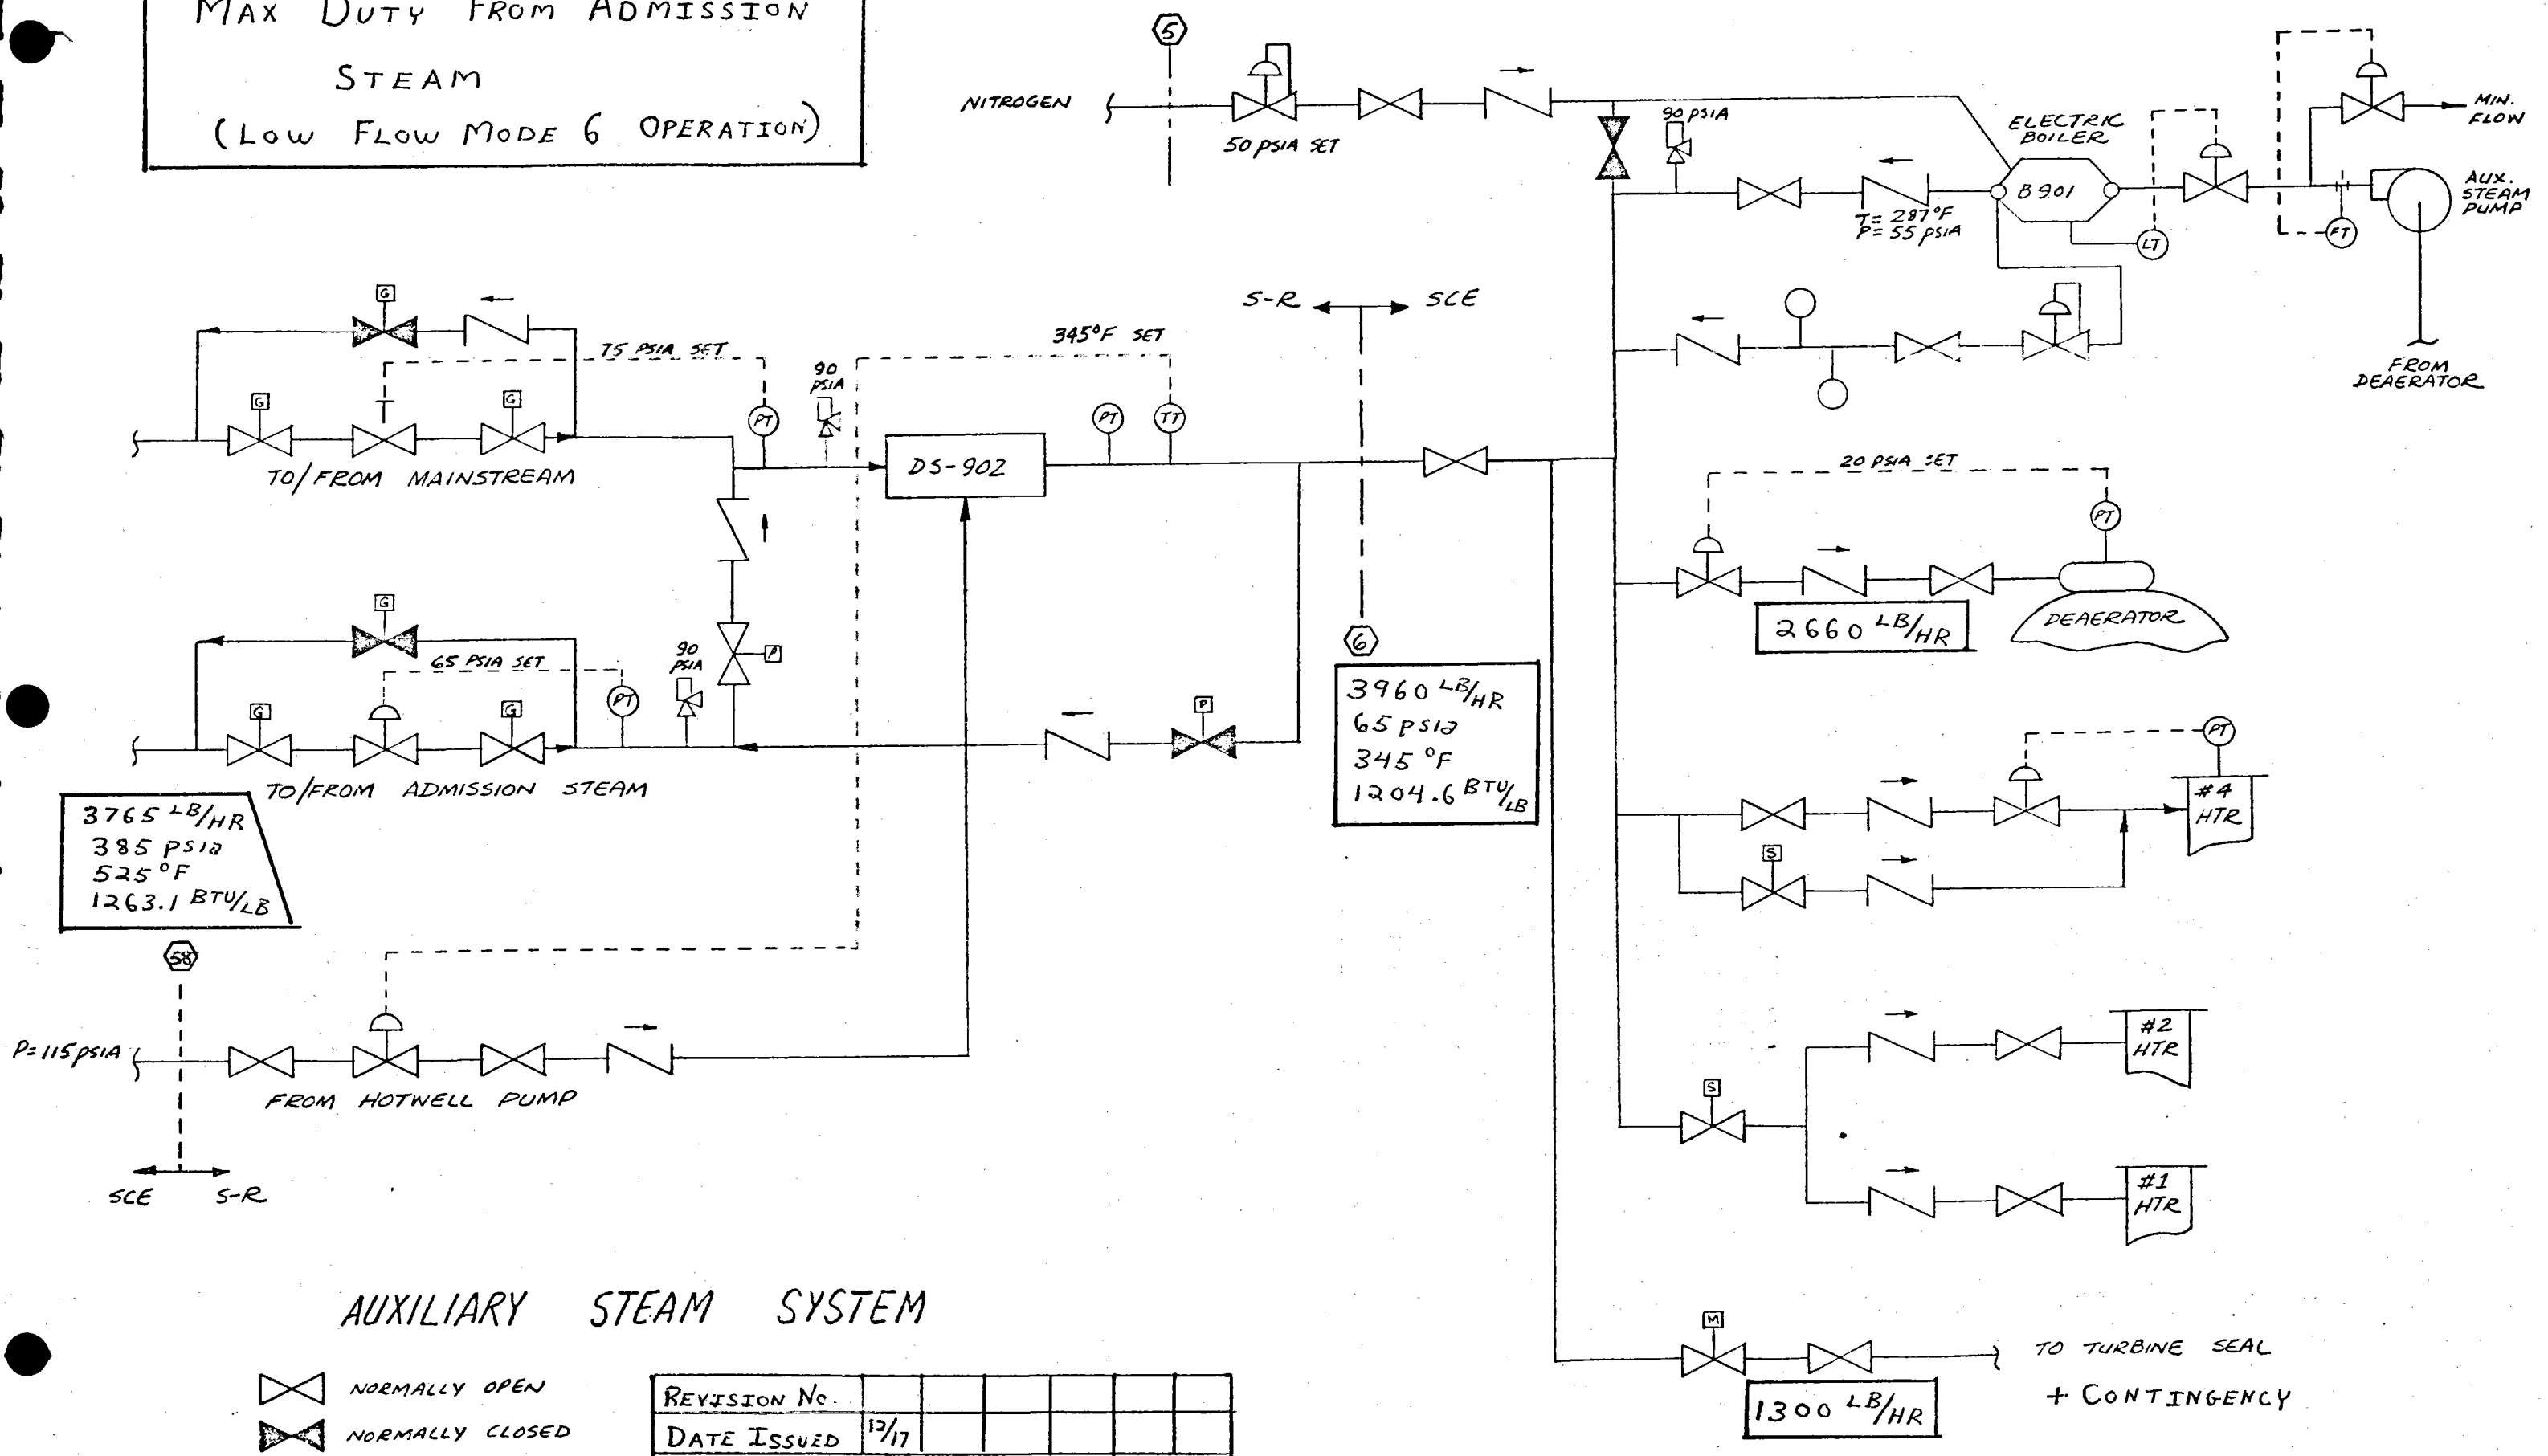 MAX DUTY FROM ADMISSION
STEAM
(LOW FLOW MODE 6 OPERATION)
5
NITROGEN
50 PSIA SET
90 PSIA
ELECTRIC
BOILER
B901
T= 287°F
P= 55 PSIA
LT
FT
MIN.
FLOW
AUX.
STEAM
PUMP
FROM
DEAERATOR
S-R
SCE
G
75 PSIA SET
G
G
PT
90
PSIA
345°F SET
PT
TT
DS-902
TO/FROM MAINSTREAM
20 PSIA SET
PT
DEAERATOR
2660 LB/HR
G
65 PSIA SET
G
G
PT
90
PSIA
P
P
TO/FROM ADMISSION STEAM
6
3960 LB/HR
65 psia
345 °F
1204.6 BTU/LB
3765 LB/HR
385 psia
525 °F
1263.1 BTU/LB
PT
#4
HTR
S
58
P=115PSIA
FROM HOTWELL PUMP
SCE
S-R
#2
HTR
S
#1
HTR
M
TO TURBINE SEAL
+ CONTINGENCY
1300 LB/HR
AUXILIARY STEAM SYSTEM
NORMALLY OPEN
NORMALLY CLOSED
REVISION NO.
DATE ISSUED 12/17